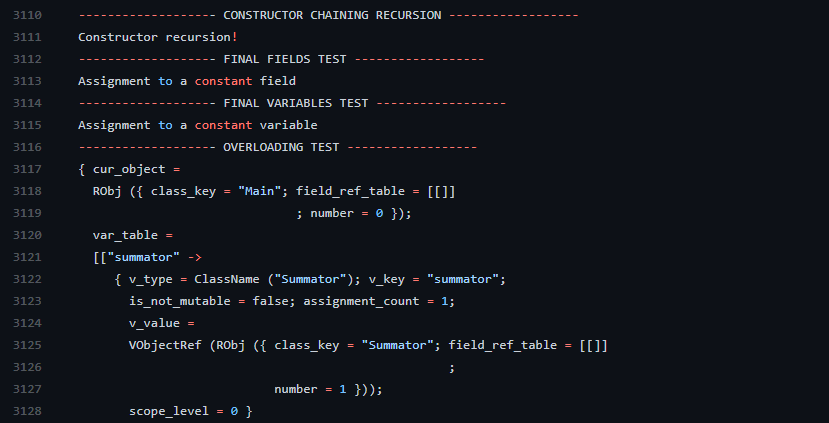 3110 ------------------ CONSTRUCTOR CHAINING RECURSION -----------------
3111 Constructor recursion!
3112 ------------------ FINAL FIELDS TEST -----------------
3113 Assignment to a constant field
3114 ------------------ FINAL VARIABLES TEST -----------------
3115 Assignment to a constant variable
3116 ------------------ OVERLOADING TEST -----------------
3117 { cur_object =
3118   RObj ({ class_key = "Main"; field_ref_table = [[]]
3119                              ; number = 0 });
3120   var_table =
3121   [["summator" ->
3122      { v_type = ClassName ("Summator"); v_key = "summator";
3123        is_not_mutable = false; assignment_count = 1;
3124        v_value =
3125        VObjectRef (RObj ({ class_key = "Summator"; field_ref_table = [[]]
3126                                                   ;
3127                           number = 1 }));
3128        scope_level = 0 }